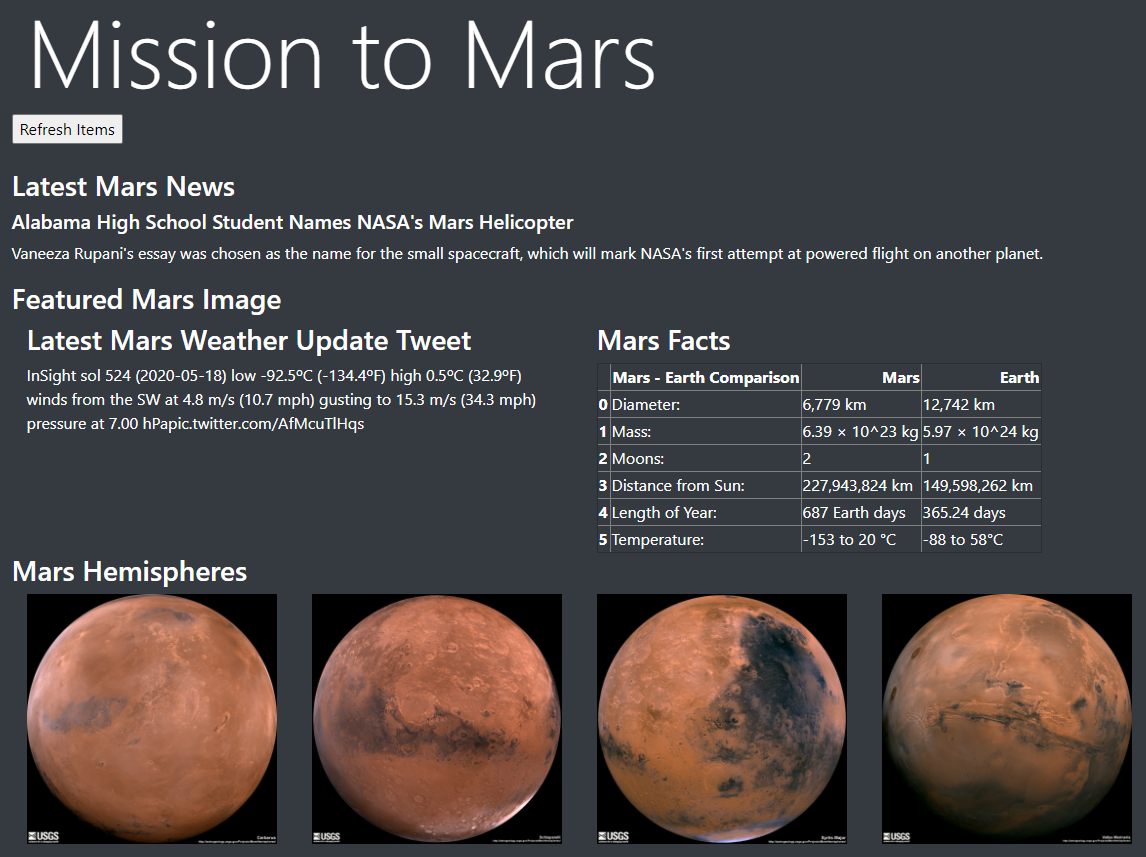 Mission to Mars
Refresh Items
Latest Mars News
Alabama High School Student Names NASA's Mars Helicopter
Vaneeza Rupani's essay was chosen as the name for the small spacecraft, which will mark NASA's first attempt at powered flight on another planet.
Featured Mars Image
Latest Mars Weather Update Tweet
InSight sol 524 (2020-05-18) low -92.5ºC (-134.4ºF) high 0.5ºC (32.9ºF)
winds from the SW at 4.8 m/s (10.7 mph) gusting to 15.3 m/s (34.3 mph)
pressure at 7.00 hPapic.twitter.com/AfMcuTlHqs
Mars Facts
Mars - Earth Comparison Mars Earth
0 Diameter: 6,779 km 12,742 km
1 Mass: 6.39 × 10^23 kg 5.97 × 10^24 kg
2 Moons: 2 1
3 Distance from Sun: 227,943,824 km 149,598,262 km
4 Length of Year: 687 Earth days 365.24 days
5 Temperature: -153 to 20 °C -88 to 58°C
Mars Hemispheres
USGS Cerberus
USGS Schiaparelli
USGS Syrtis Major
USGS Valles Marineris